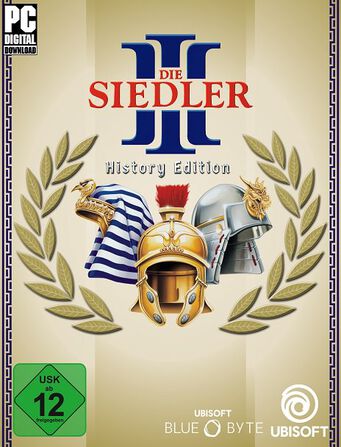 PC
DIGITAL
DOWNLOAD
DIE
SIEDLER
III
History Edition
USK
ab
12
freigegeben
UBISOFT
BLUE BYTE
UBISOFT